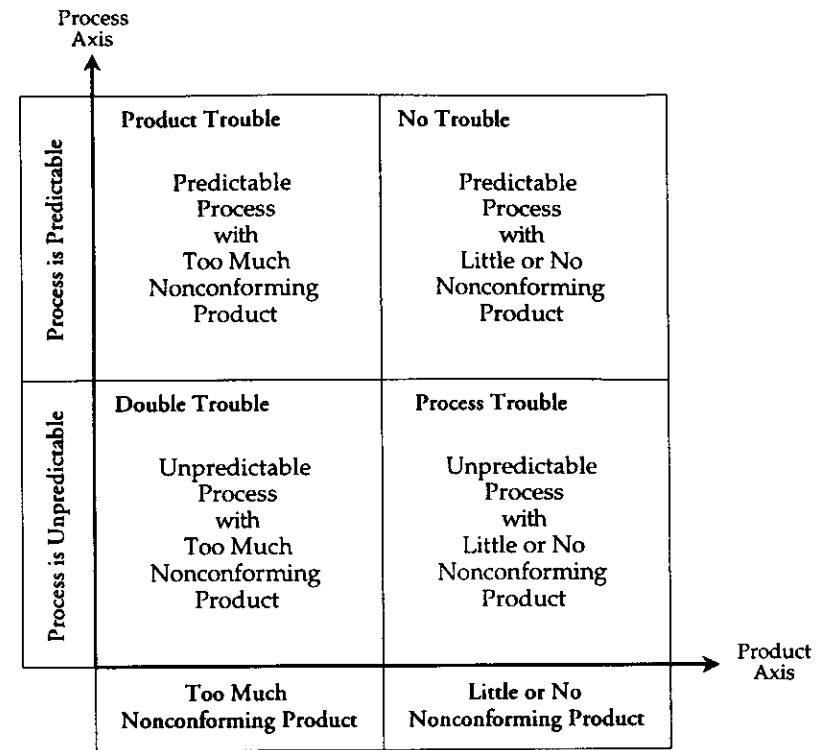 Process
Axis
Process is Predictable
Product Trouble
Predictable
Process
with
Too Much
Nonconforming
Product
No Trouble
Predictable
Process
with
Little or No
Nonconforming
Product
Process is Unpredictable
Double Trouble
Unpredictable
Process
with
Too Much
Nonconforming
Product
Process Trouble
Unpredictable
Process
with
Little or No
Nonconforming
Product
Product
Axis
Too Much
Nonconforming Product
Little or No
Nonconforming Product